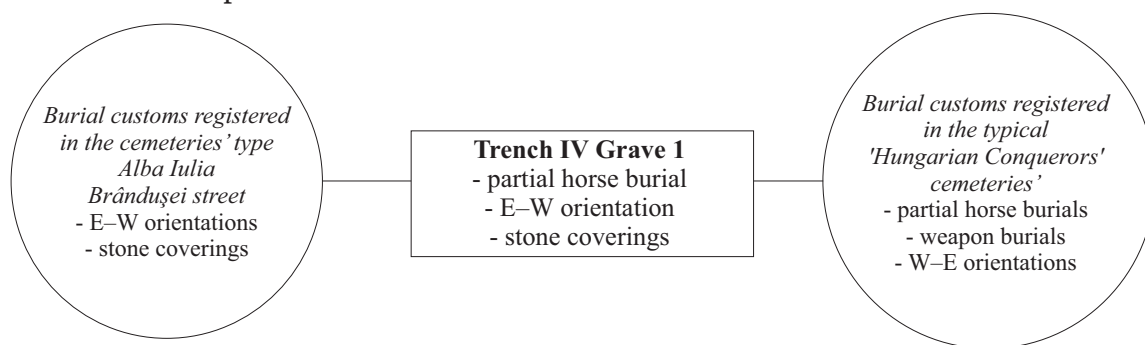 Burial customs registered
in the cemeteries' type
Alba Iulia
Brânduşei street
- E–W orientations
- stone coverings
Trench IV Grave 1
- partial horse burial
- E–W orientation
- stone coverings
Burial customs registered
in the typical
'Hungarian Conquerors'
cemeteries'
- partial horse burials
- weapon burials
- W–E orientations